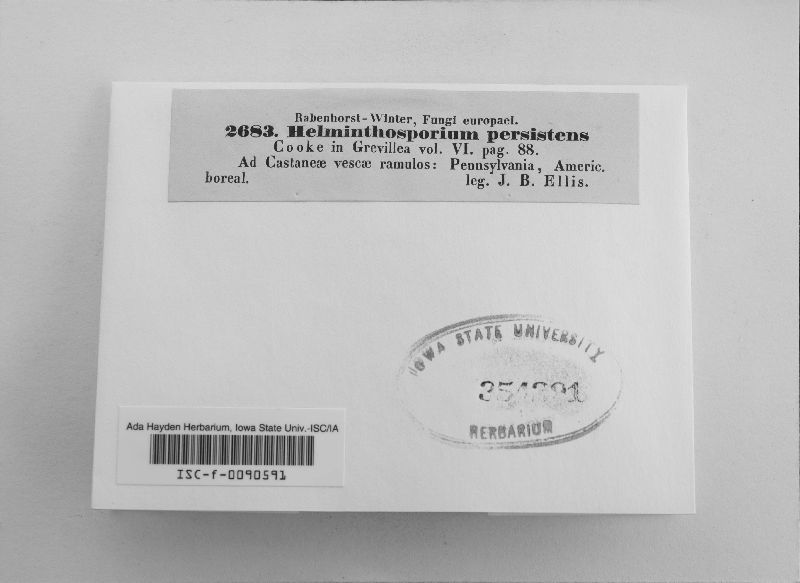 Rabenhorst-Winter, Fungi europaei.
2683. Helminthosporium persistens
Cooke in Grevillea vol. VI. pag. 88.
Ad Castaneæ vescæ ramulos: Pennsylvania, Americ.
boreal. leg. J. B. Ellis.
IOWA STATE UNIVERSITY
HERBARIUM
Ada Hayden Herbarium, Iowa State Univ.-ISC/IA
ISC-f-0090591